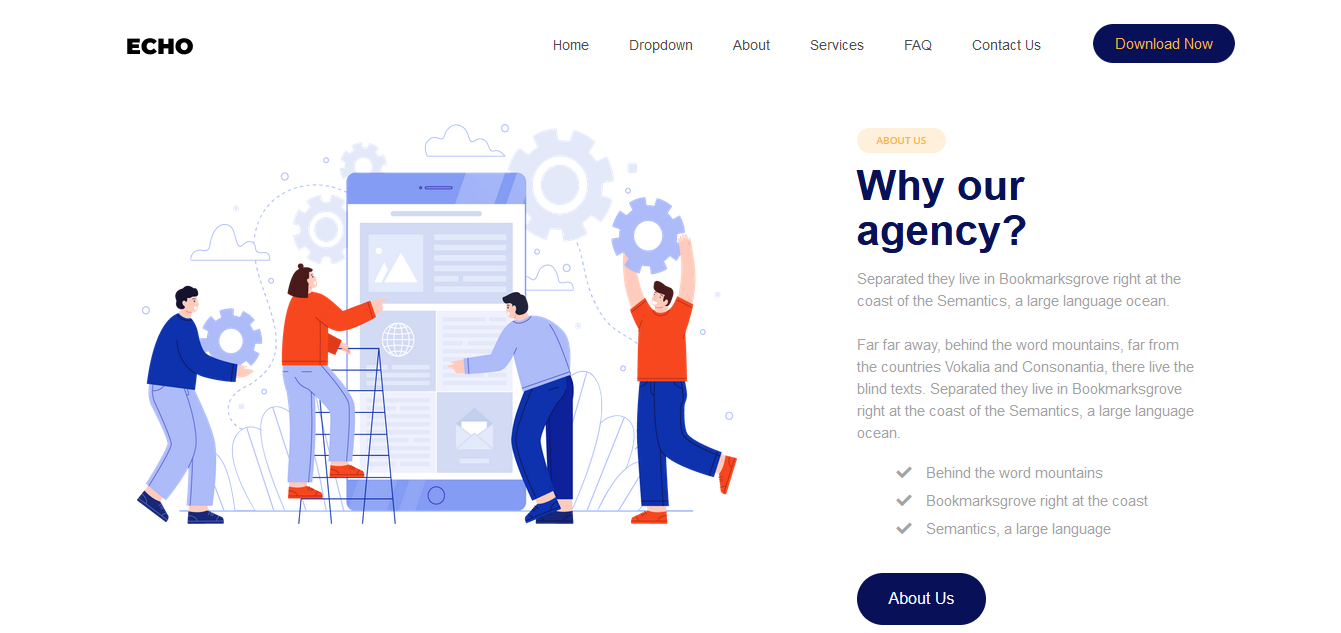 ECHO
Home Dropdown About Services FAQ Contact Us Download Now
ABOUT US
Why our
agency?
Separated they live in Bookmarksgrove right at the
coast of the Semantics, a large language ocean.
Far far away, behind the word mountains, far from
the countries Vokalia and Consonantia, there live the
blind texts. Separated they live in Bookmarksgrove
right at the coast of the Semantics, a large language
ocean.
Behind the word mountains
Bookmarksgrove right at the coast
Semantics, a large language
About Us